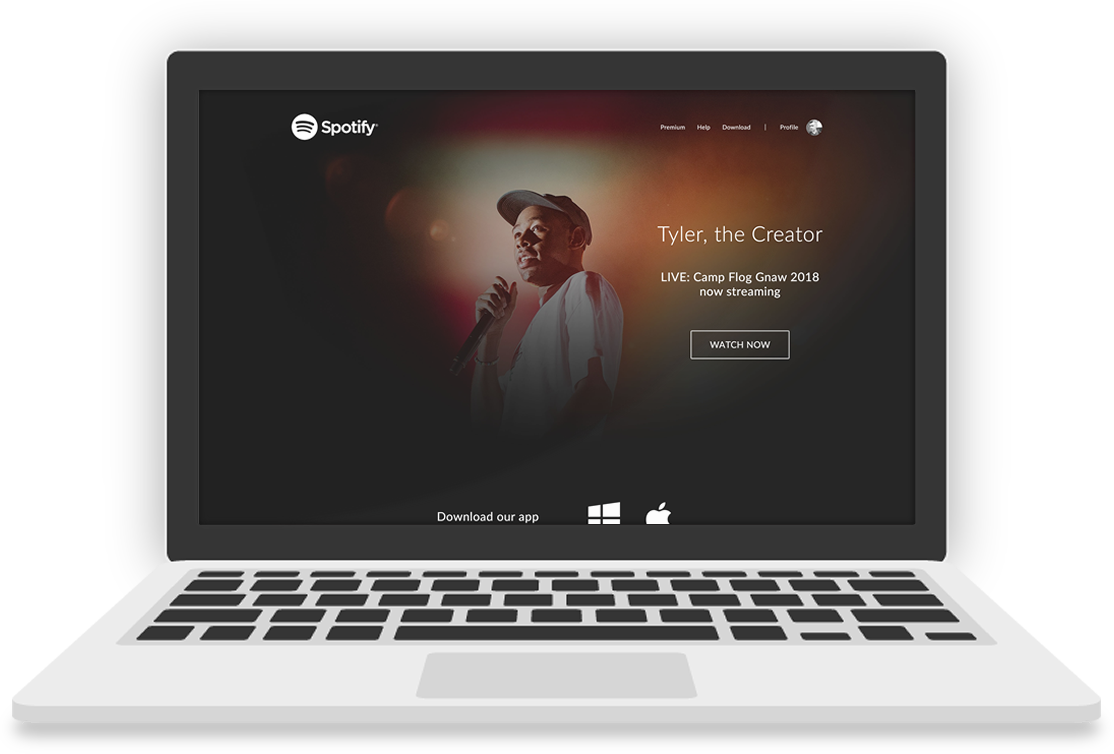 Spotify®
Premium Help Download | Profile
Tyler, the Creator
LIVE: Camp Flog Gnaw 2018
now streaming
WATCH NOW
Download our app